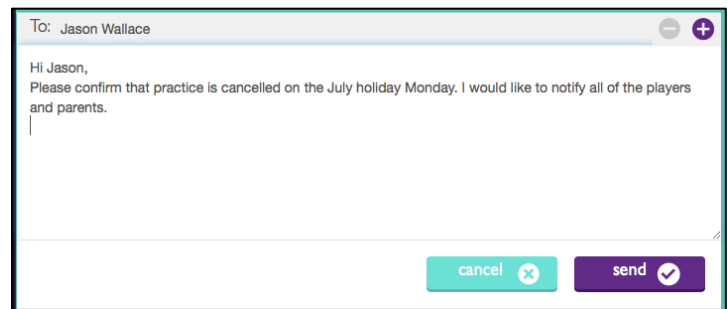 To: Jason Wallace
Hi Jason,
Please confirm that practice is cancelled on the July holiday Monday. I would like to notify all of the players
and parents.
cancel
send